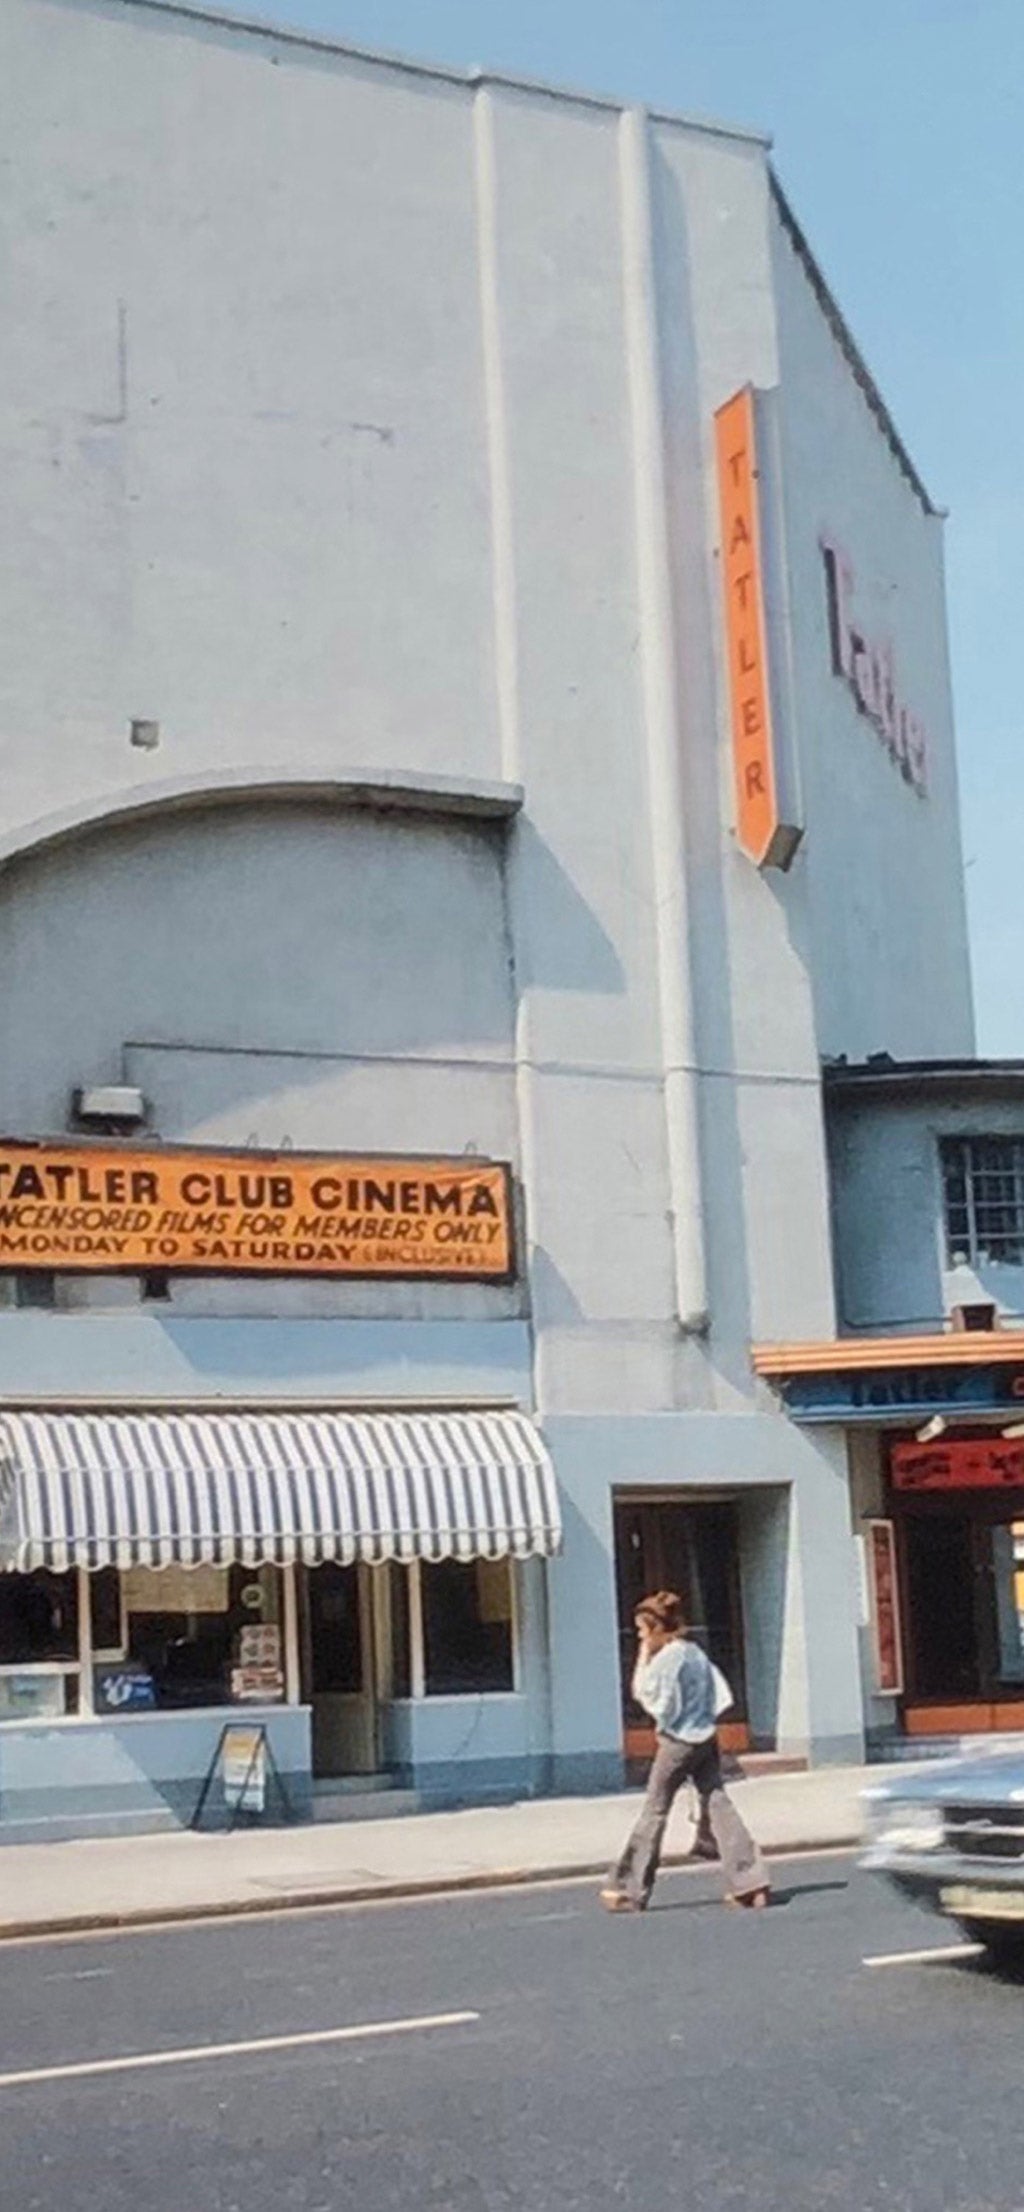 TATLER
Tatler
TATLER CLUB CINEMA
NCENSORED FILMS FOR MEMBERS ONLY
MONDAY TO SATURDAY (INCLUSIVE)
Tatler